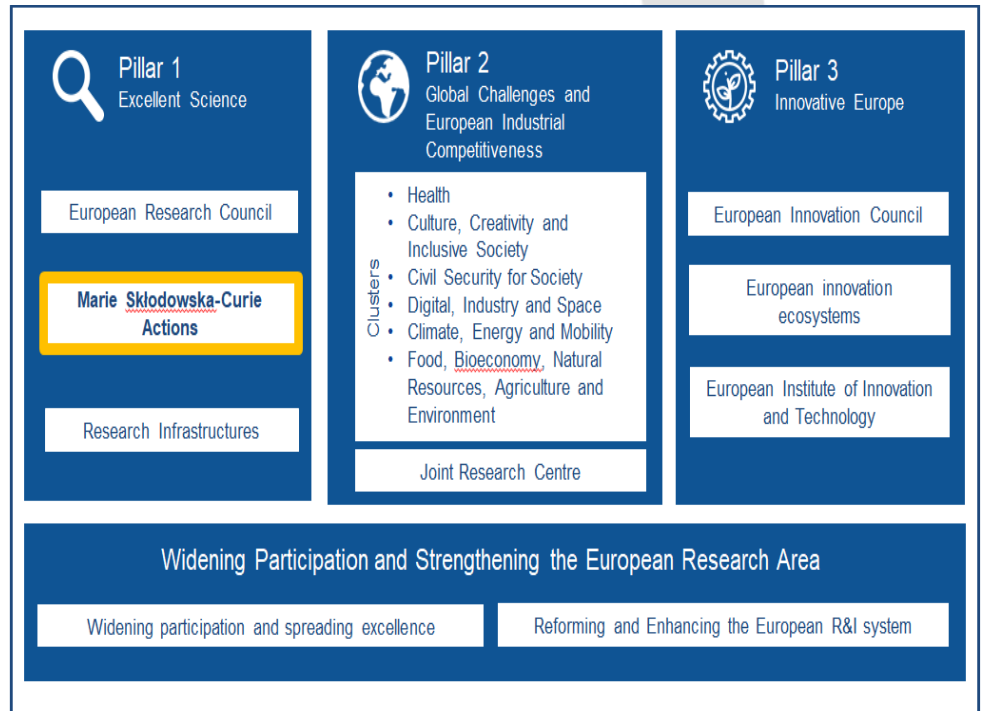 Pillar 1
Excellent Science
European Research Council
Marie Skłodowska-Curie
Actions
Research Infrastructures
Pillar 2
Global Challenges and
European Industrial
Competitiveness
Clusters
• Health
• Culture, Creativity and
Inclusive Society
• Civil Security for Society
• Digital, Industry and Space
• Climate, Energy and Mobility
• Food, Bioeconomy, Natural
Resources, Agriculture and
Environment
Joint Research Centre
Pillar 3
Innovative Europe
European Innovation Council
European innovation
ecosystems
European Institute of Innovation
and Technology
Widening Participation and Strengthening the European Research Area
Widening participation and spreading excellence
Reforming and Enhancing the European R&I system